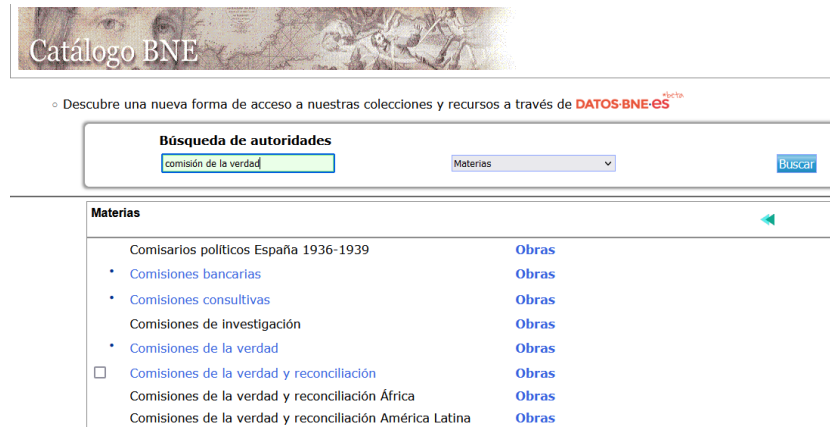 Catálogo BNE
Descubre una nueva forma de acceso a nuestras colecciones y recursos a través de DATOS·BNE·es *beta
Búsqueda de autoridades
comisión de la verdad Materias Buscar
Materias
Comisarios políticos España 1936-1939 Obras
Comisiones bancarias Obras
Comisiones consultivas Obras
Comisiones de investigación Obras
Comisiones de la verdad Obras
Comisiones de la verdad y reconciliación Obras
Comisiones de la verdad y reconciliación África Obras
Comisiones de la verdad y reconciliación América Latina Obras